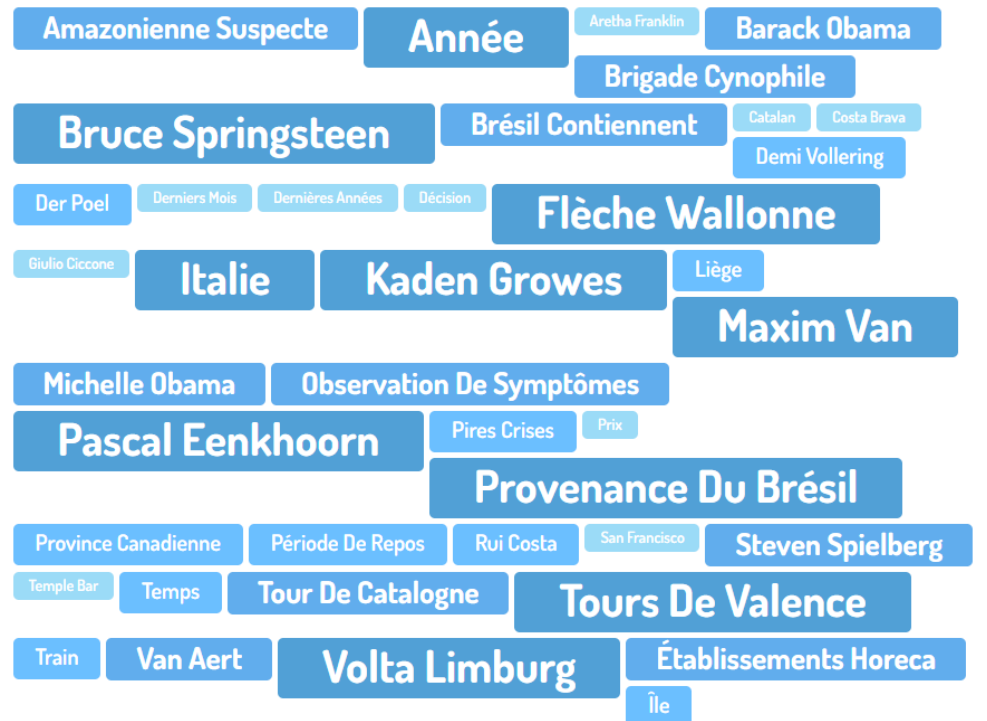 Amazonienne Suspecte Année Aretha Franklin Barack Obama
Brigade Cynophile
Bruce Springsteen Brésil Contiennent Catalan Costa Brava
Demi Vollering
Der Poel Derniers Mois Dernières Années Décision Flèche Wallonne
Giulio Ciccone Italie Kaden Growes Liège
Maxim Van
Michelle Obama Observation De Symptômes
Pascal Eenkhoorn Pires Crises Prix
Provenance Du Brésil
Province Canadienne Période De Repos Rui Costa San Francisco Steven Spielberg
Temple Bar Temps Tour De Catalogne Tours De Valence
Train Van Aert Volta Limburg Établissements Horeca
Île